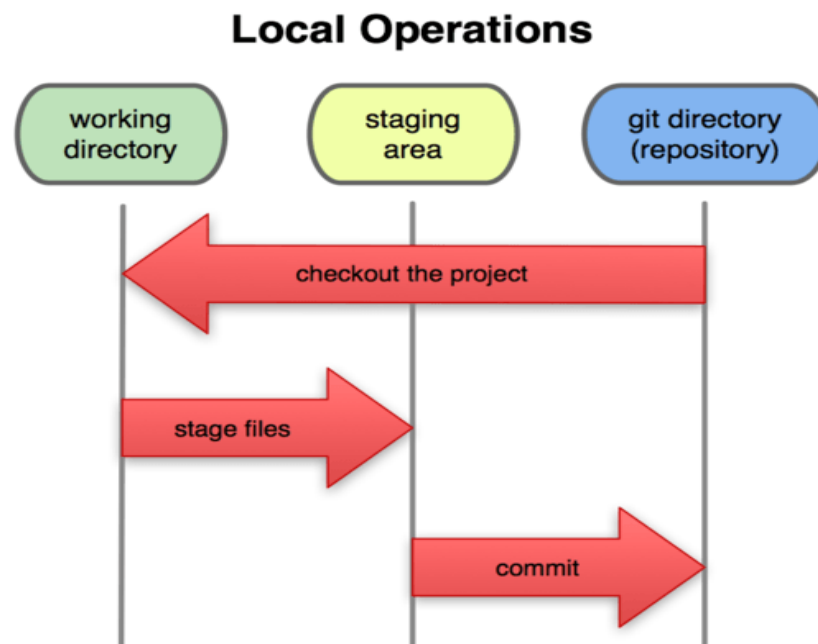 Local Operations
working
directory
staging
area
git directory
(repository)
checkout the project
stage files
commit